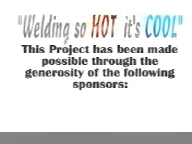 "Welding so HOT it's COOL"
This Project has been made
possible through the
generosity of the following
sponsors: